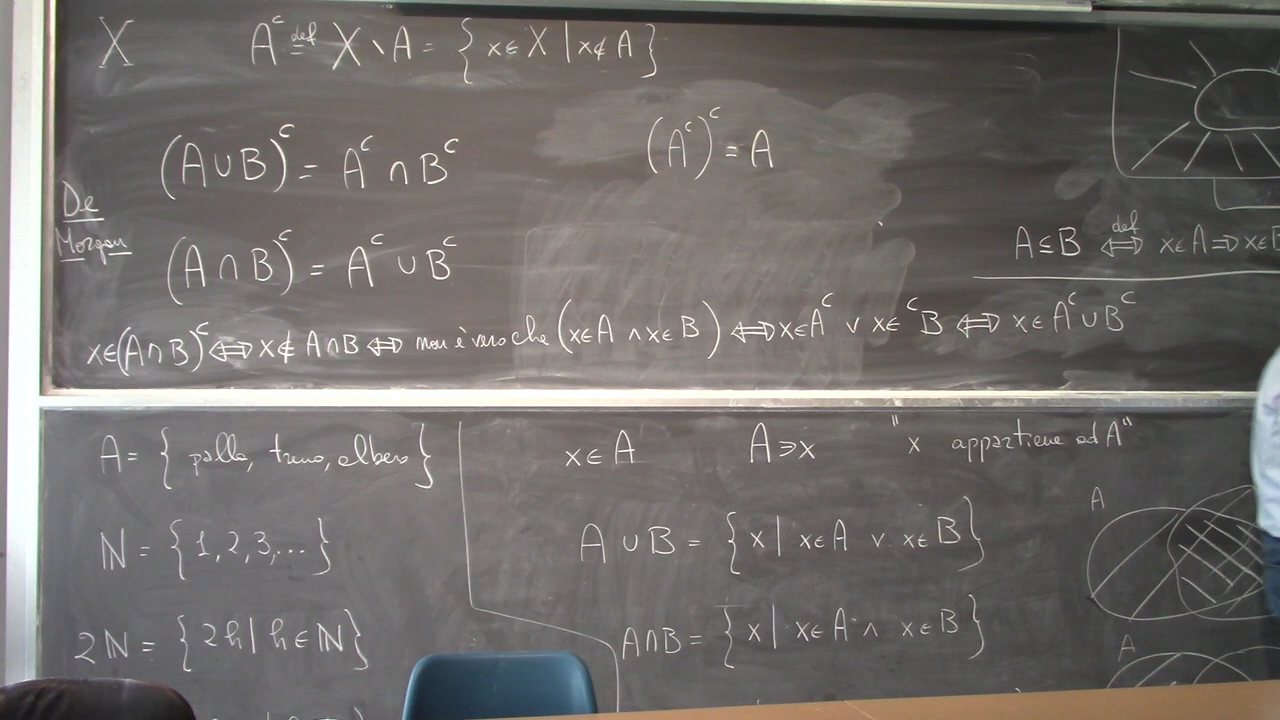 X A^c def= X \ A = { x ∈ X | x ∉ A }
(A ∪ B)^c = A^c ∩ B^c (A^c)^c = A
De
Morgan
(A ∩ B)^c = A^c ∪ B^c A ⊆ B def⟺ x ∈ A ⇒ x ∈ B
x ∈ (A ∩ B)^c ⟺ x ∉ A ∩ B ⟺ non è vero che (x ∈ A ∧ x ∈ B) ⟺ x ∈ A^c ∨ x ∈ ^cB ⟺ x ∈ A^c ∪ B^c
A = { palla, treno, albero } x ∈ A A ∋ x "x appartiene ad A"
A
ℕ = { 1, 2, 3, ... } A ∪ B = { x | x ∈ A ∨ x ∈ B }
2ℕ = { 2h | h ∈ ℕ } A ∩ B = { x | x ∈ A ∧ x ∈ B }
A